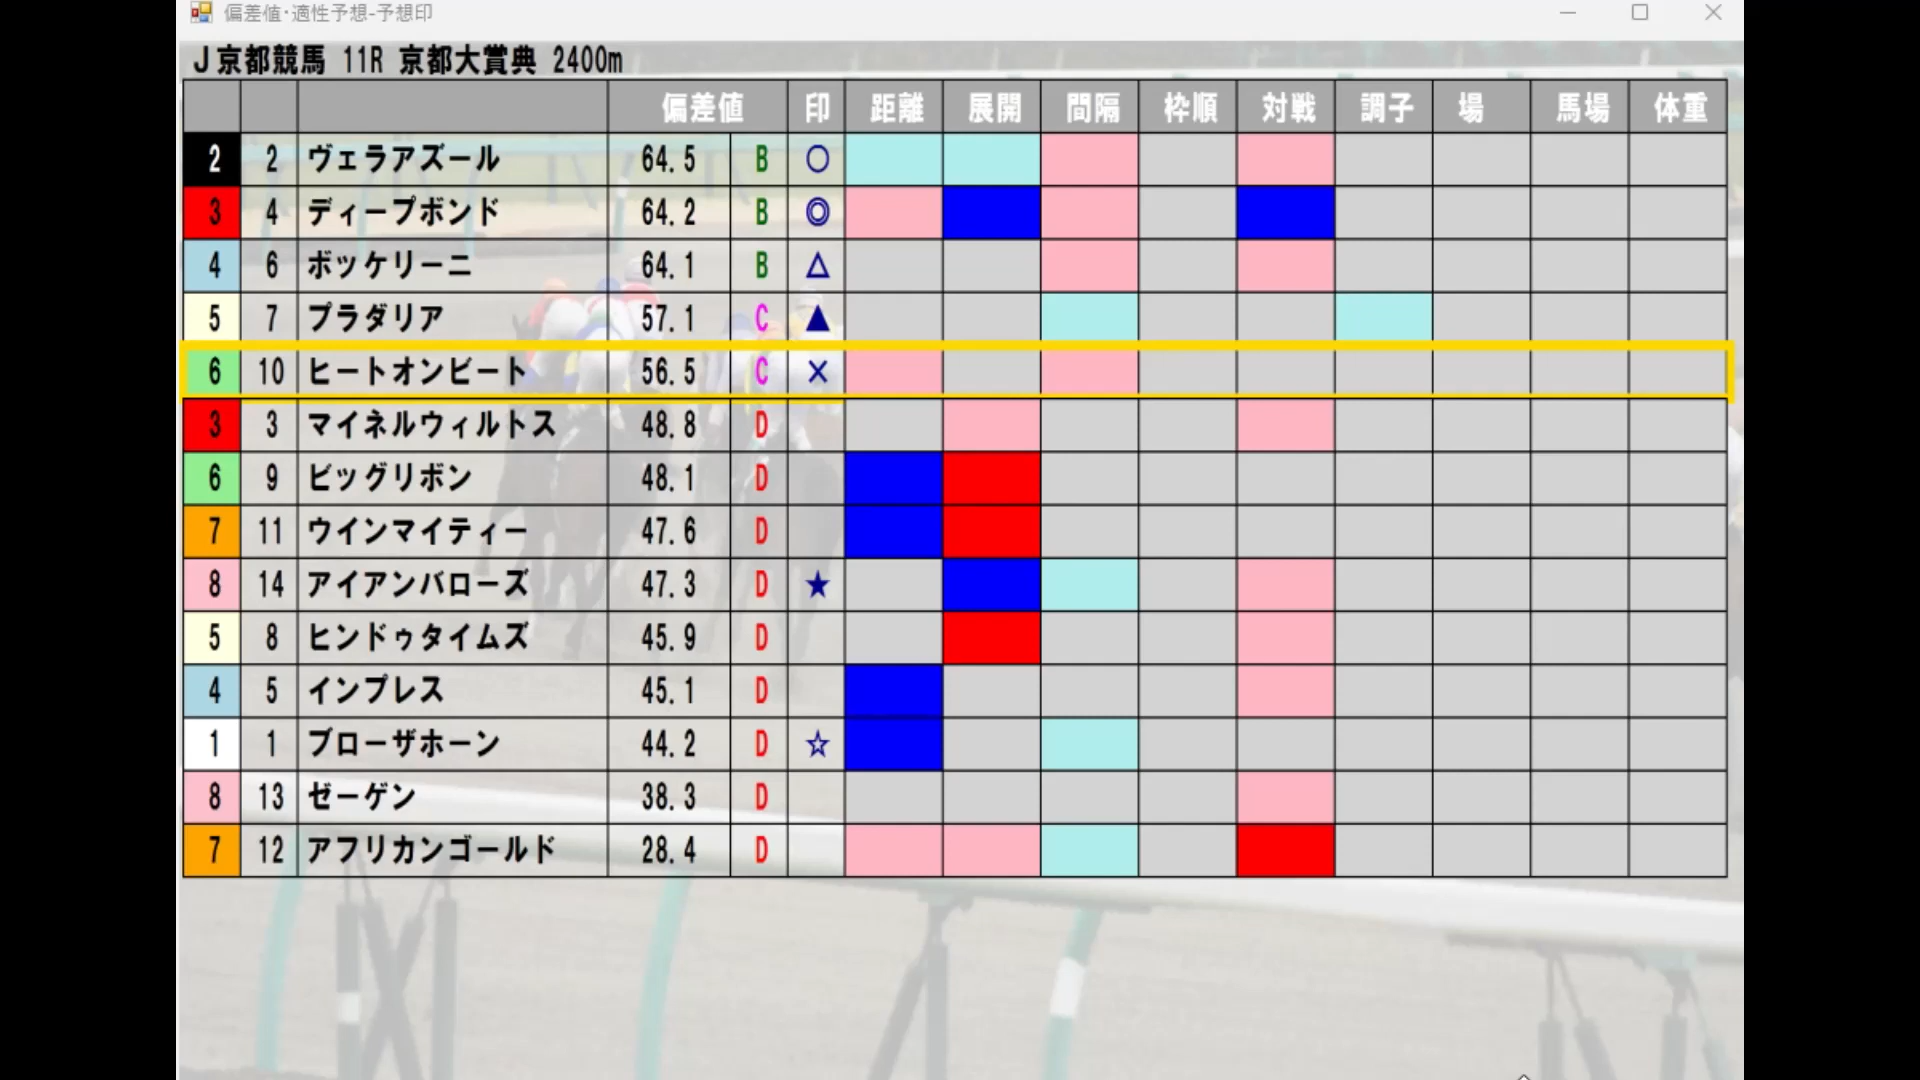 偏差値・適性予想-予想印
J京都競馬 11R 京都大賞典 2400m
偏差値 印 距離 展開 間隔 枠順 対戦 調子 場 馬場 体重
2 2 ヴェラアズール 64.5 B ○
3 4 ディープボンド 64.2 B ◎
4 6 ボッケリーニ 64.1 B △
5 7 プラダリア 57.1 C ▲
6 10 ヒートオンビート 56.5 C ×
3 3 マイネルウィルトス 48.8 D
6 9 ビッグリボン 48.1 D
7 11 ウインマイティー 47.6 D
8 14 アイアンバローズ 47.3 D ★
5 8 ヒンドゥタイムズ 45.9 D
4 5 インプレス 45.1 D
1 1 ブローザホーン 44.2 D ☆
8 13 ゼーゲン 38.3 D
7 12 アフリカンゴールド 28.4 D